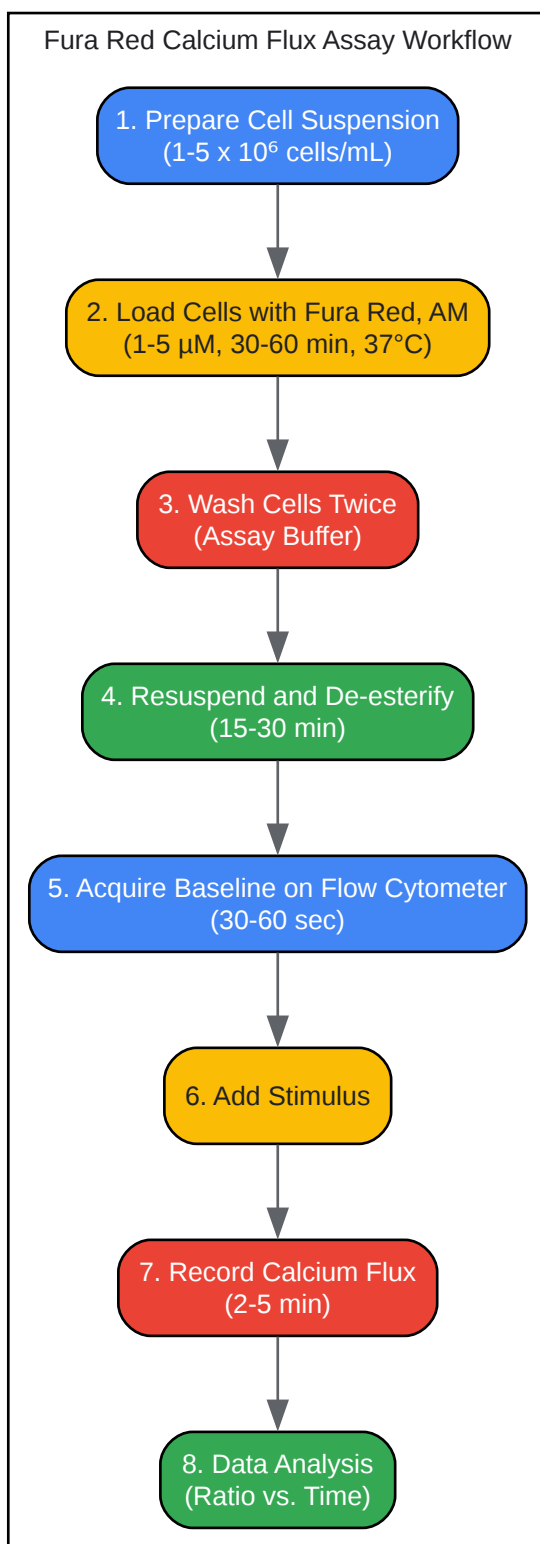 Fura Red Calcium Flux Assay Workflow
1. Prepare Cell Suspension
(1-5 x 10⁶ cells/mL)
2. Load Cells with Fura Red, AM
(1-5 µM, 30-60 min, 37°C)
3. Wash Cells Twice
(Assay Buffer)
4. Resuspend and De-esterify
(15-30 min)
5. Acquire Baseline on Flow Cytometer
(30-60 sec)
6. Add Stimulus
7. Record Calcium Flux
(2-5 min)
8. Data Analysis
(Ratio vs. Time)